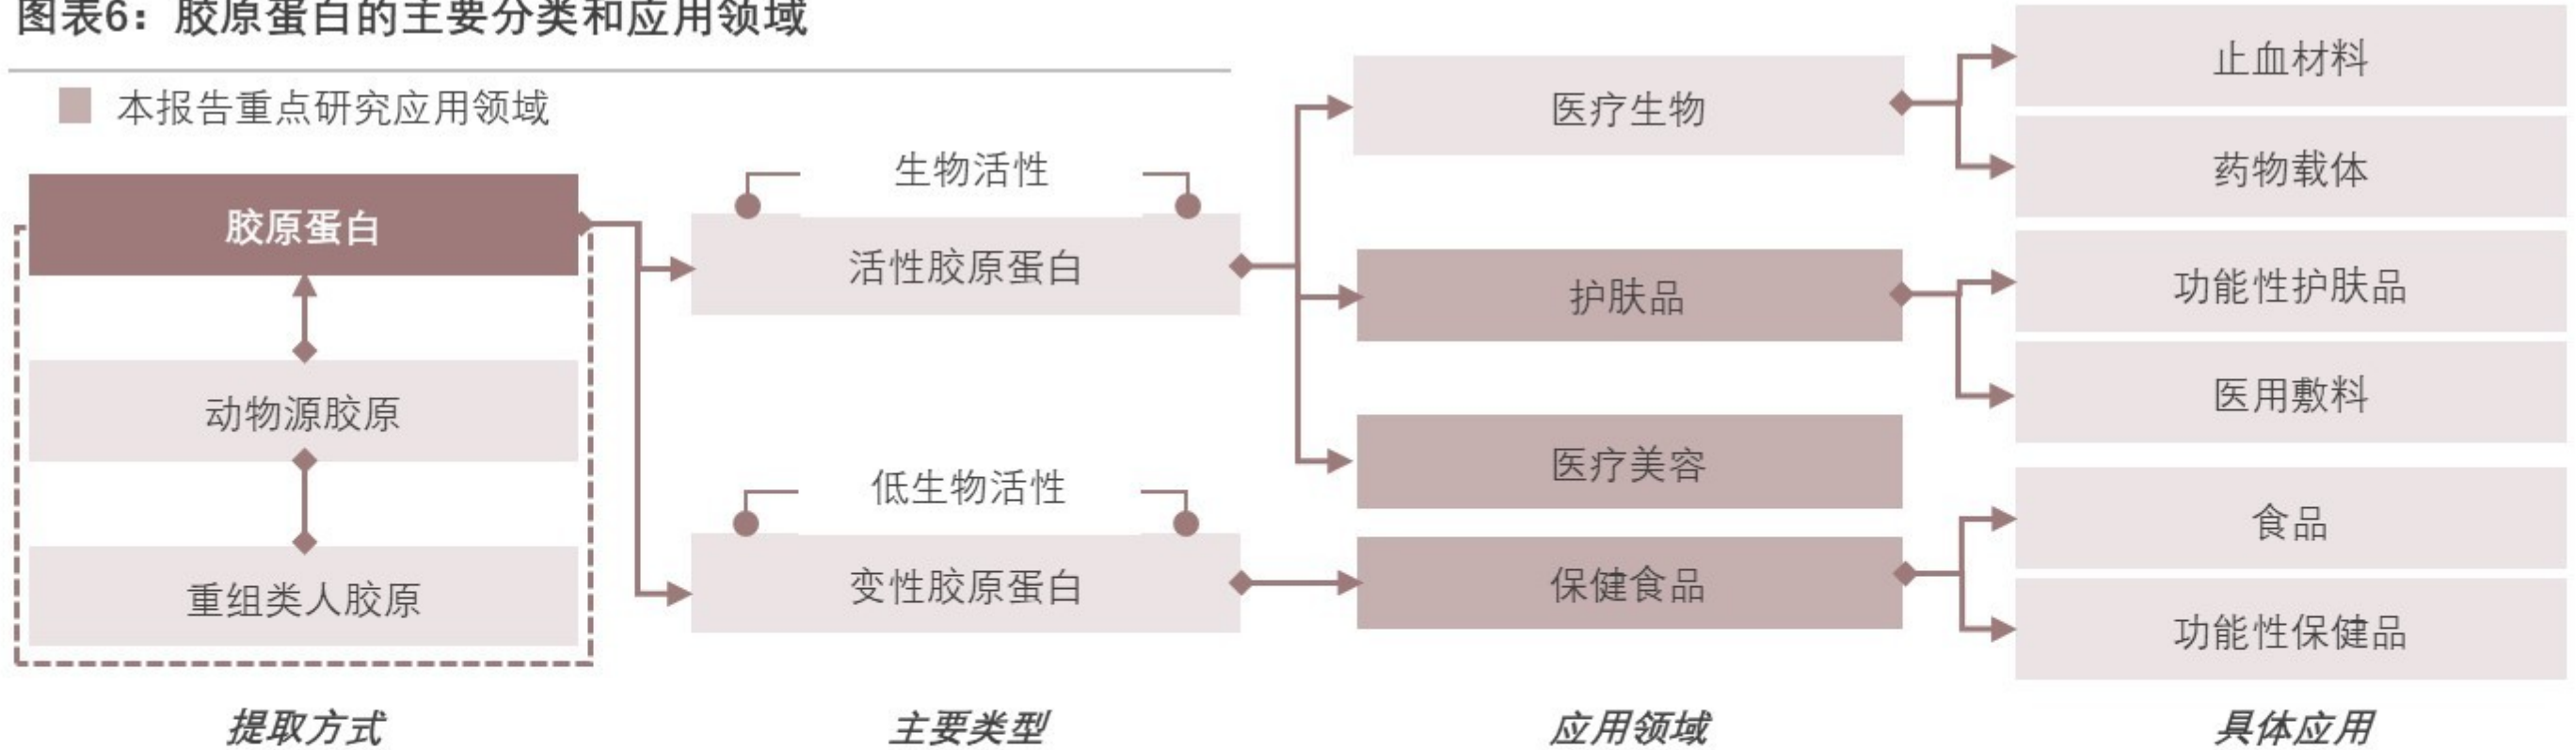 图表6：胶原蛋白的主要分类和应用领域
本报告重点研究应用领域
胶原蛋白
动物源胶原
重组类人胶原
提取方式
生物活性
活性胶原蛋白
低生物活性
变性胶原蛋白
主要类型
医疗生物
护肤品
医疗美容
保健食品
应用领域
止血材料
药物载体
功能性护肤品
医用敷料
食品
功能性保健品
具体应用